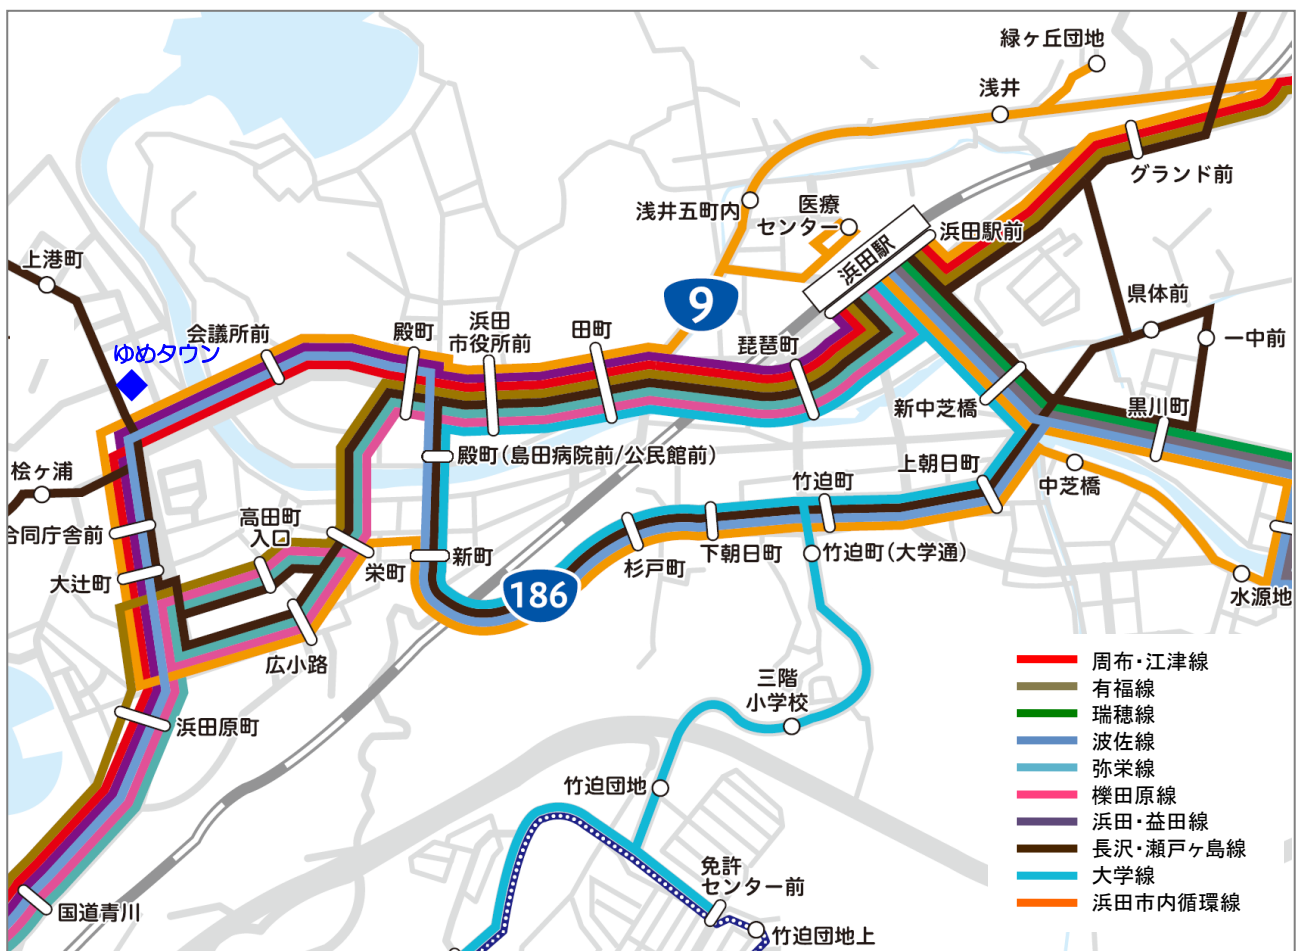 緑ヶ丘団地
浅井
グランド前
浅井五町内
医療
センター
浜田駅
浜田駅前
上港町
9
県体前
一中前
会議所前
ゆめタウン
殿町
浜田
市役所前
田町
琵琶町
新中芝橋
黒川町
殿町(島田病院前/公民館前)
上朝日町
中芝橋
桧ヶ浦
竹迫町
合同庁舎前
高田町
入口
栄町
新町
186
杉戸町
下朝日町
竹迫町(大学通)
大辻町
水源地
広小路
浜田原町
三階
小学校
竹迫団地
免許
センター前
竹迫団地上
国道青川
周布・江津線
有福線
瑞穂線
波佐線
弥栄線
櫟田原線
浜田・益田線
長沢・瀬戸ヶ島線
大学線
浜田市内循環線